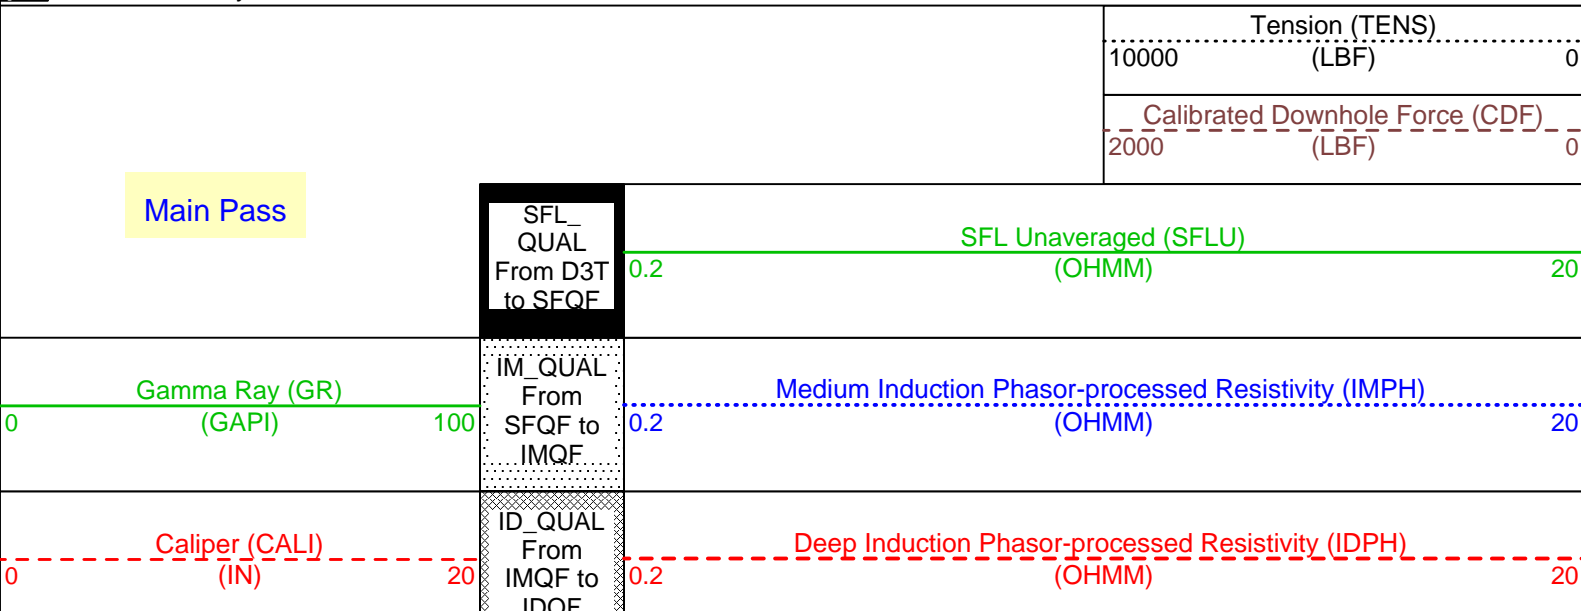 Tension (TENS)
10000 (LBF) 0
Calibrated Downhole Force (CDF)
2000 (LBF) 0
Main Pass
SFL_
QUAL
From D3T
to SFQF
SFL Unaveraged (SFLU)
0.2 (OHMM) 20
Gamma Ray (GR)
0 (GAPI) 100
IM_QUAL
From
SFQF to
IMQF
Medium Induction Phasor-processed Resistivity (IMPH)
0.2 (OHMM) 20
Caliper (CALI)
0 (IN) 20
ID_QUAL
From
IMQF to
IDQF
Deep Induction Phasor-processed Resistivity (IDPH)
0.2 (OHMM) 20